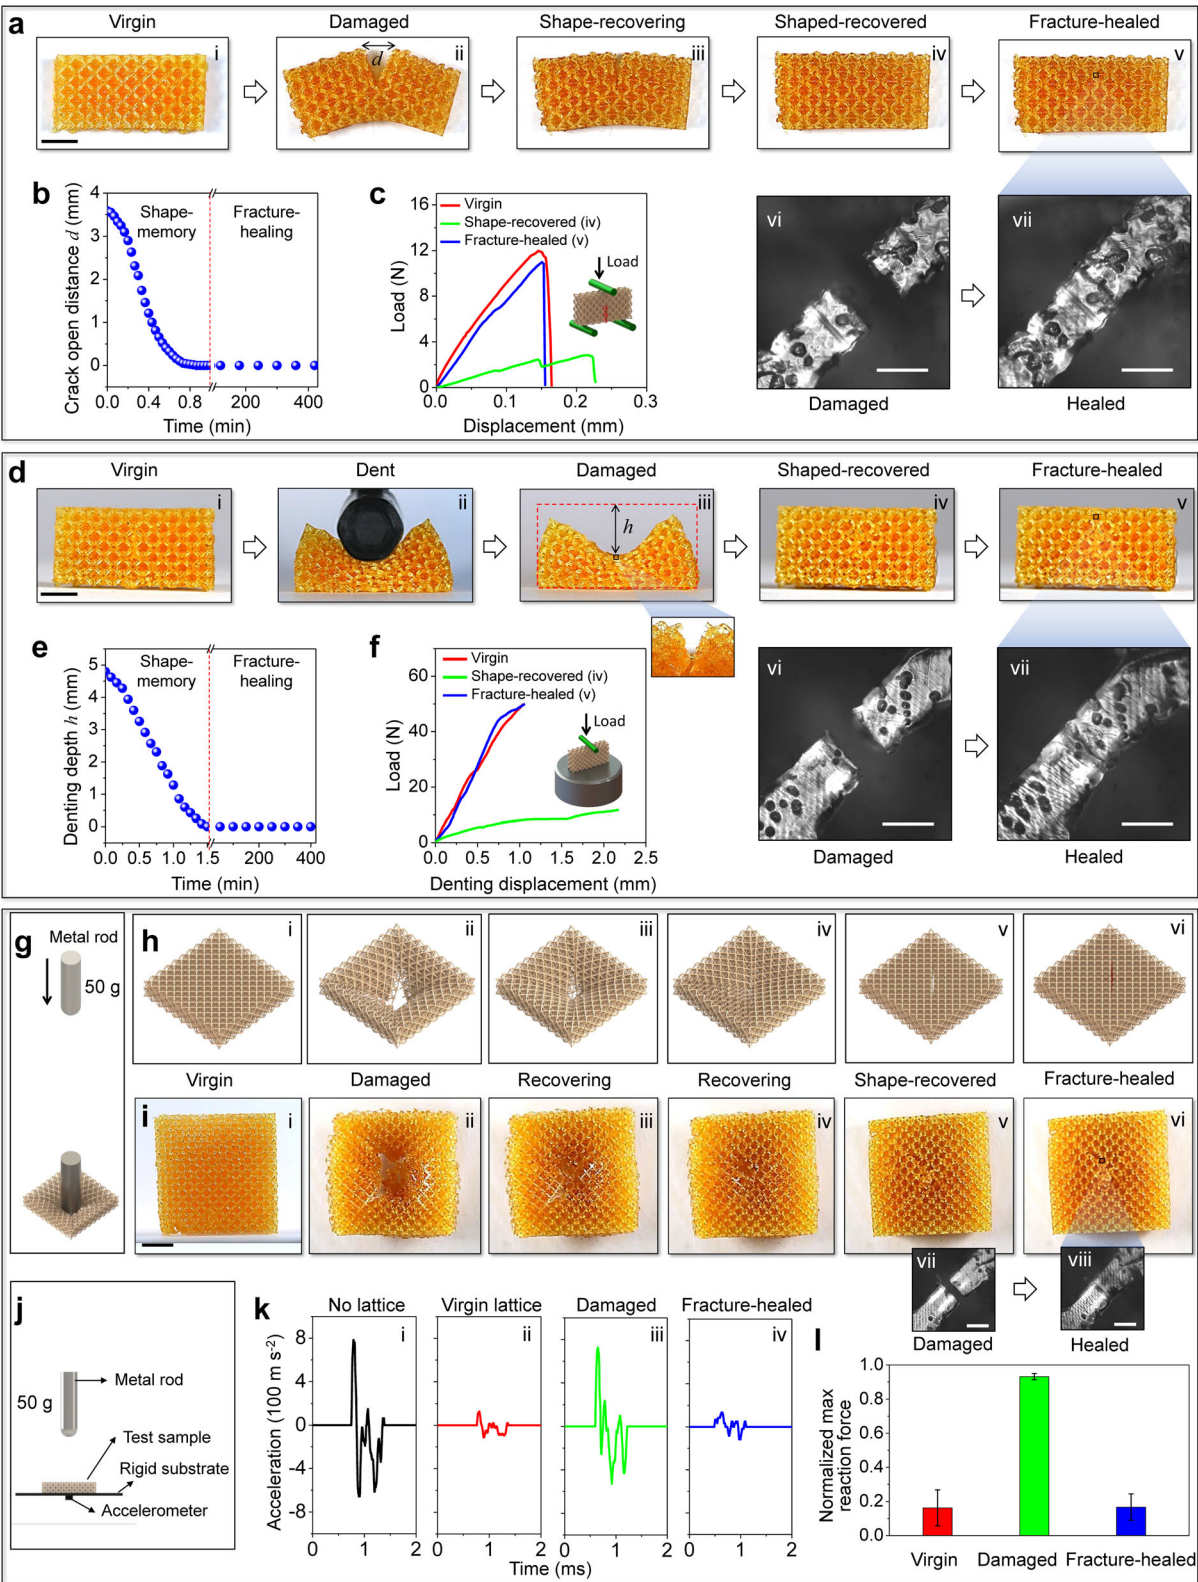 a
Virgin
Damaged
Shape-recovering
Shaped-recovered
Fracture-healed
i
ii
iii
iv
v
d
b
Crack open distance d (mm)
4
3
2
1
0
Shape-
memory
Fracture-
healing
0.0 0.4 0.8 200 400
Time (min)
c
Load (N)
16
12
8
4
0
Virgin
Shape-recovered (iv)
Fracture-healed (v)
Load
0.0 0.1 0.2 0.3
Displacement (mm)
vi
Damaged
vii
Healed
d
Virgin
Dent
Damaged
Shaped-recovered
Fracture-healed
i
ii
iii
iv
v
h
e
Denting depth h (mm)
5
4
3
2
1
0
Shape-
memory
Fracture-
healing
0.0 0.5 1.0 1.5 200 400
Time (min)
f
Load (N)
60
40
20
0
Virgin
Shape-recovered (iv)
Fracture-healed (v)
Load
0.0 0.5 1.0 1.5 2.0 2.5
Denting displacement (mm)
vi
Damaged
vii
Healed
g
Metal rod
50 g
h
i
ii
iii
iv
v
vi
Virgin
Damaged
Recovering
Recovering
Shape-recovered
Fracture-healed
i
i
ii
iii
iv
v
vi
vii
Damaged
viii
Healed
j
50 g
Metal rod
Test sample
Rigid substrate
Accelerometer
k
No lattice
Virgin lattice
Damaged
Fracture-healed
i
ii
iii
iv
Acceleration (100 m s-2)
8
4
0
-4
-8
0 1 2 0 1 2 0 1 2 0 1 2
Time (ms)
l
Normalized max
reaction force
1.0
0.8
0.6
0.4
0.2
0.0
Virgin Damaged Fracture-healed